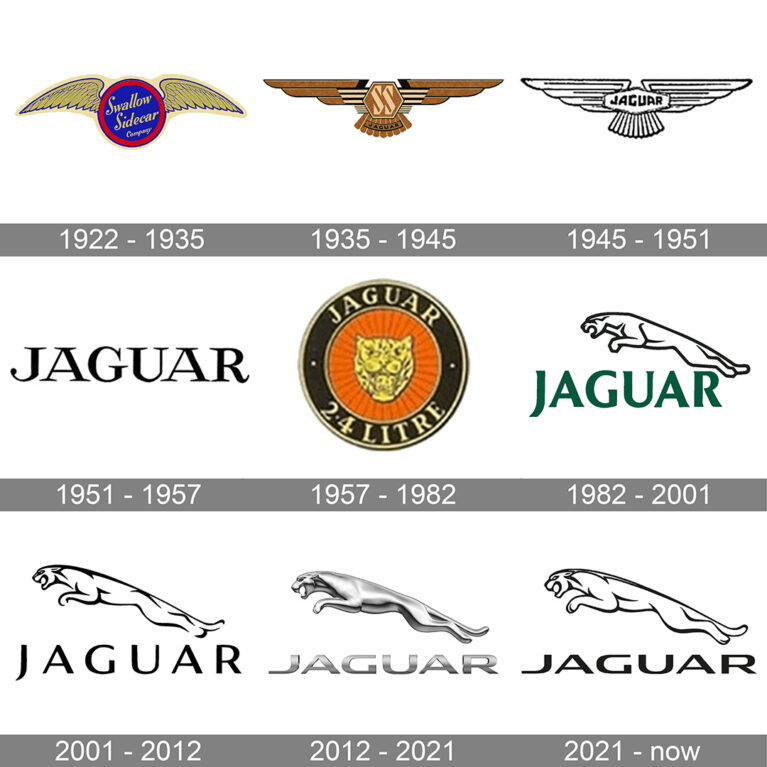 Swallow
Sidecar
Company
SS
JAGUAR
JAGUAR
1922 - 1935
1935 - 1945
1945 - 1951
JAGUAR
JAGUAR
2·4 LITRE
JAGUAR
1951 - 1957
1957 - 1982
1982 - 2001
JAGUAR
JAGUAR
JAGUAR
2001 - 2012
2012 - 2021
2021 - now